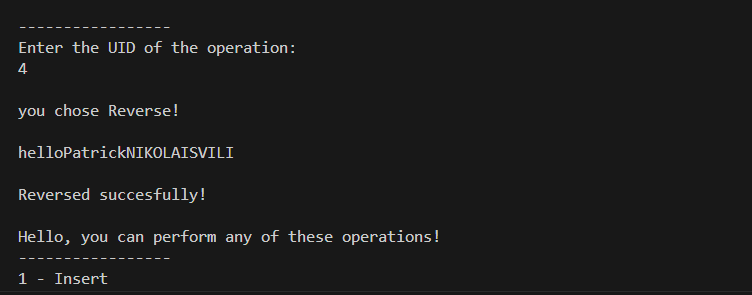 -----------------
Enter the UID of the operation:
4
you chose Reverse!
helloPatrickNIKOLAISVILI
Reversed succesfully!
Hello, you can perform any of these operations!
-----------------
1 - Insert